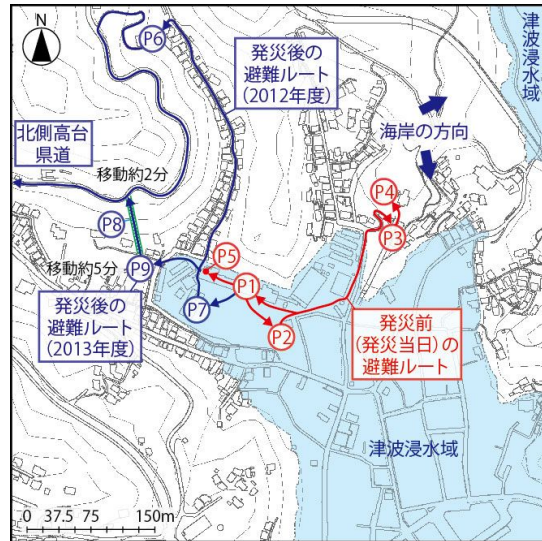 N
P6
発災後の
避難ルート
(2012年度)
津波浸水域
海岸の方向
北側高台
県道
移動約2分
P4
P8
P3
P5
移動約5分
P9
P1
発災後の
避難ルート
(2013年度)
P7
P2
発災前
(発災当日)の
避難ルート
津波浸水域
0 37.5 75 150m